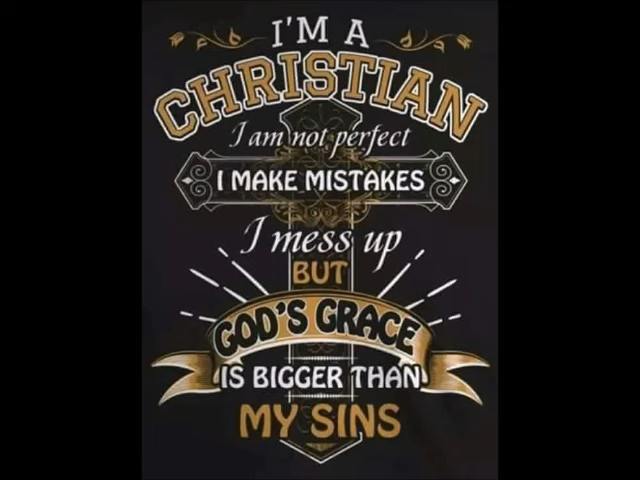 I'M A
CHRISTIAN
I am not perfect
I MAKE MISTAKES
I mess up
BUT
GOD'S GRACE
IS BIGGER THAN
MY SINS